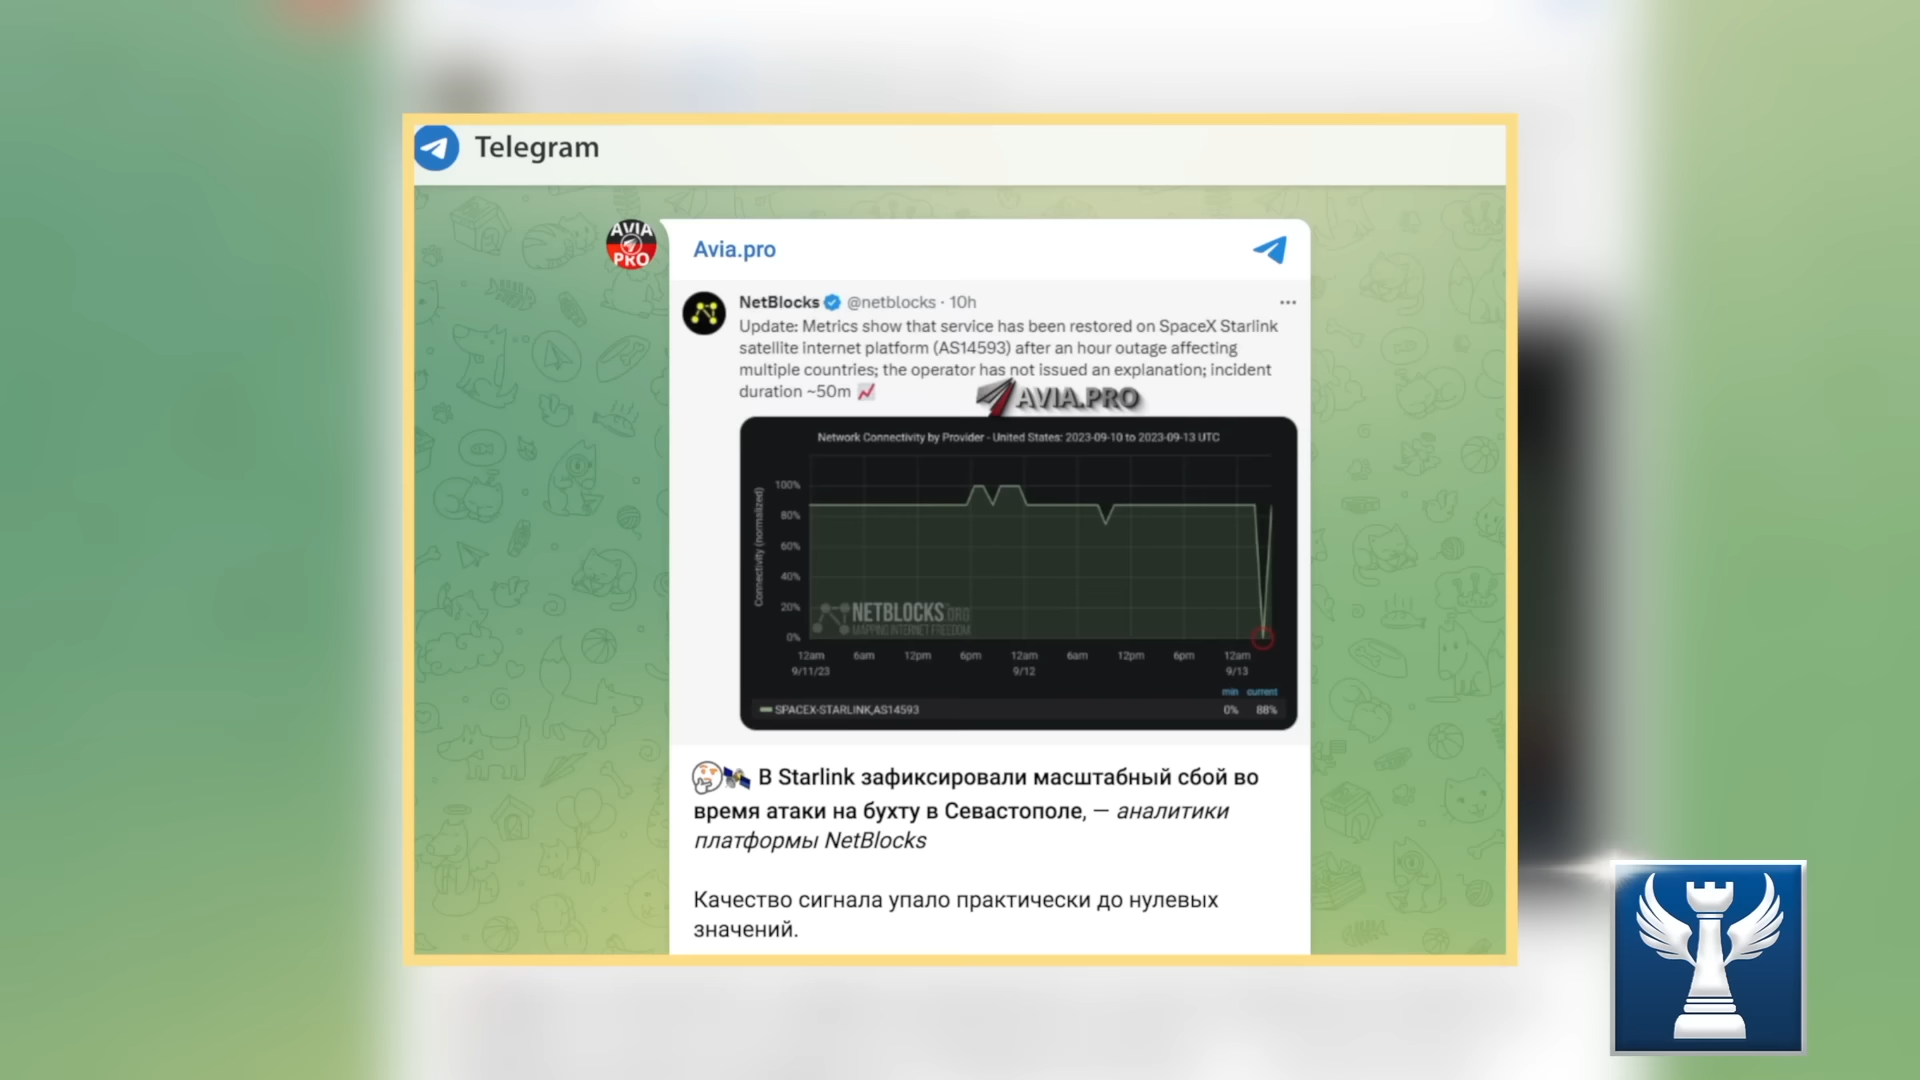 Telegram
AVIA
PRO
Avia.pro
NetBlocks @netblocks · 10h
Update: Metrics show that service has been restored on SpaceX Starlink
satellite internet platform (AS14593) after an hour outage affecting
multiple countries; the operator has not issued an explanation; incident
duration ~50m
AVIA.PRO
Network Connectivity by Provider - United States: 2023-09-10 to 2023-09-13 UTC
Connectivity (normalized)
100%
80%
60%
40%
20%
0%
NETBLOCKS.ORG
MAPPING INTERNET FREEDOM
12am 6am 12pm 6pm 12am 6am 12pm 6pm 12am
9/11/23 9/12 9/13
min current
SPACEX-STARLINK,AS14593 0% 88%
В Starlink зафиксировали масштабный сбой во
время атаки на бухту в Севастополе, — аналитики
платформы NetBlocks
Качество сигнала упало практически до нулевых
значений.